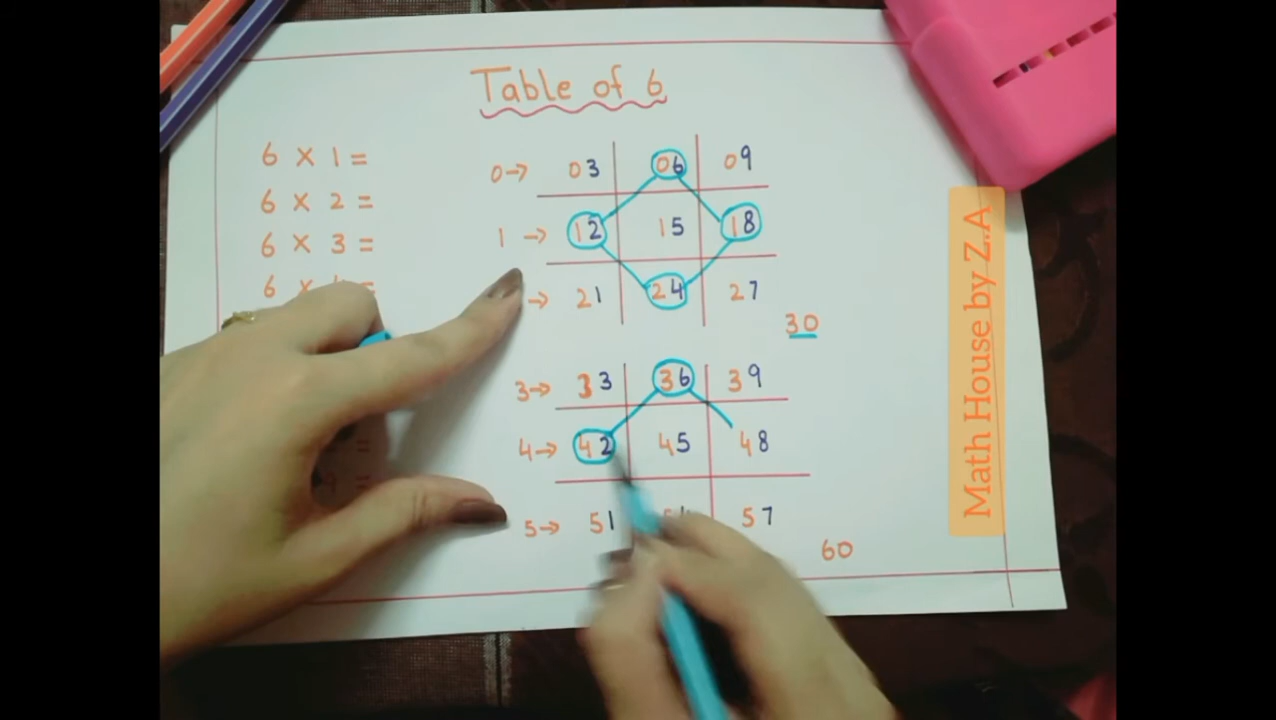 Table of 6
6 X 1 =
6 X 2 =
6 X 3 =
6 X
0→ 03 06 09
1 → 12 15 18
→ 21 24 27
30
3→ 33 36 39
4→ 42 45 48
5→ 51 57
60
Math House by Z.A